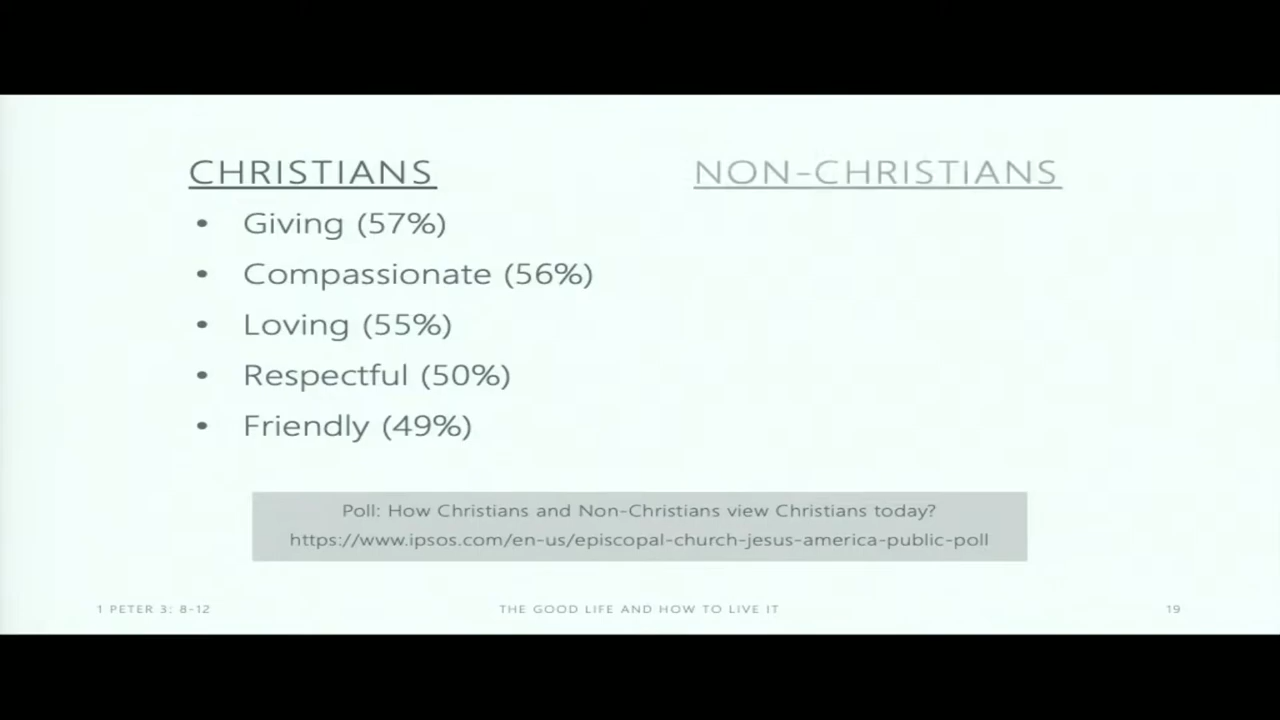 CHRISTIANS
• Giving (57%)
• Compassionate (56%)
• Loving (55%)
• Respectful (50%)
• Friendly (49%)
NON-CHRISTIANS
Poll: How Christians and Non-Christians view Christians today?
https://www.ipsos.com/en-us/episcopal-church-jesus-america-public-poll
1 PETER 3: 8-12
THE GOOD LIFE AND HOW TO LIVE IT
19